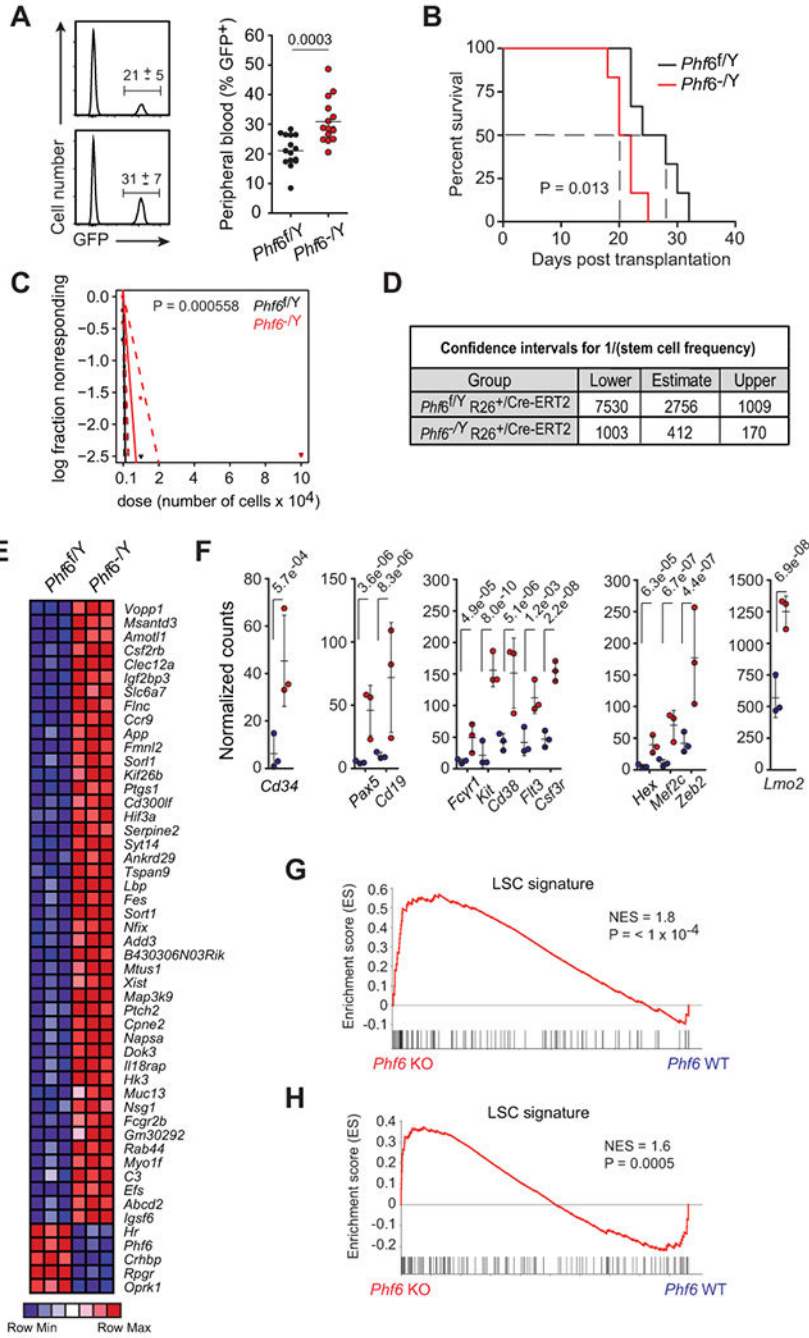 A
21 ± 5
31 ± 7
Cell number
GFP
Peripheral blood (% GFP+)
0.0003
60
50
40
30
20
10
0
Phf6f/Y
Phf6-/Y
B
Percent survival
100
75
50
25
0
Phf6f/Y
Phf6-/Y
P = 0.013
0 10 20 30 40
Days post transplantation
C
log fraction nonresponding
0.0
−0.5
−1.0
−1.5
−2.0
−2.5
P = 0.000558
Phf6f/Y
Phf6-/Y
0.1 2 4 6 8 10
dose (number of cells x 10⁴)
D
Confidence intervals for 1/(stem cell frequency)
Group Lower Estimate Upper
Phf6f/Y R26+/Cre-ERT2 7530 2756 1009
Phf6-/Y R26+/Cre-ERT2 1003 412 170
E
Phf6f/Y Phf6-/Y
Vopp1
Msantd3
Amotl1
Csf2rb
Clec12a
Igf2bp3
Slc6a7
Flnc
Ccr9
App
Fmnl2
Sorl1
Kif26b
Ptgs1
Cd300lf
Hif3a
Serpine2
Syt14
Ankrd29
Tspan9
Lbp
Fes
Sort1
Nfix
Add3
B430306N03Rik
Mtus1
Xist
Map3k9
Ptch2
Cpne2
Napsa
Dok3
Il18rap
Hk3
Muc13
Nsg1
Fcgr2b
Gm30292
Rab44
Myo1f
C3
Efs
Abcd2
Igsf6
Hr
Phf6
Crhbp
Rpgr
Oprk1
Row Min Row Max
F
Normalized counts
80
60
40
20
0
5.7e-04
Cd34
150
100
50
0
3.6e-06
8.3e-06
Pax5
Cd19
300
250
200
150
100
50
0
4.9e-05
8.0e-10
5.1e-06
1.2e-03
2.2e-08
Fcyr1
Kit
Cd38
Flt3
Csf3r
300
250
200
150
100
50
0
6.3e-05
6.7e-07
4.4e-07
Hex
Mef2c
Zeb2
1500
1250
1000
750
500
250
0
6.9e-08
Lmo2
G
LSC signature
Enrichment score (ES)
0.6
0.5
0.4
0.3
0.2
0.1
0
-0.1
NES = 1.8
P = < 1 x 10-4
Phf6 KO Phf6 WT
H
LSC signature
Enrichment score (ES)
0.4
0.3
0.2
0.1
0
-0.1
-0.2
NES = 1.6
P = 0.0005
Phf6 KO Phf6 WT